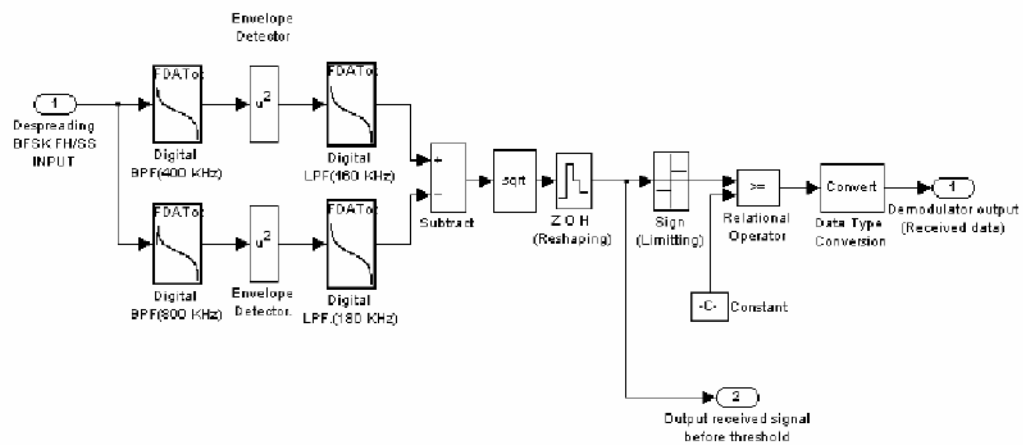 Envelope
Detector
FDATo:
u²
FDATo:
1
Despreading
BFSK FH/SS
INPUT
Digital
BPF(400 KHz)
Digital
LPF(160 KHz)
+
−
Subtract
sqrt
Z O H
(Reshaping)
Sign
(Limitting)
>=
Relational
Operator
Convert
Data Type
Conversion
1
Demodulator output
(Received data)
FDATo:
u²
FDATo:
Digital
BPF(800 KHz)
Envelope
Detector.
Digital
LPF.(180 KHz)
-C-
Constant
2
Output received signal
before threshold